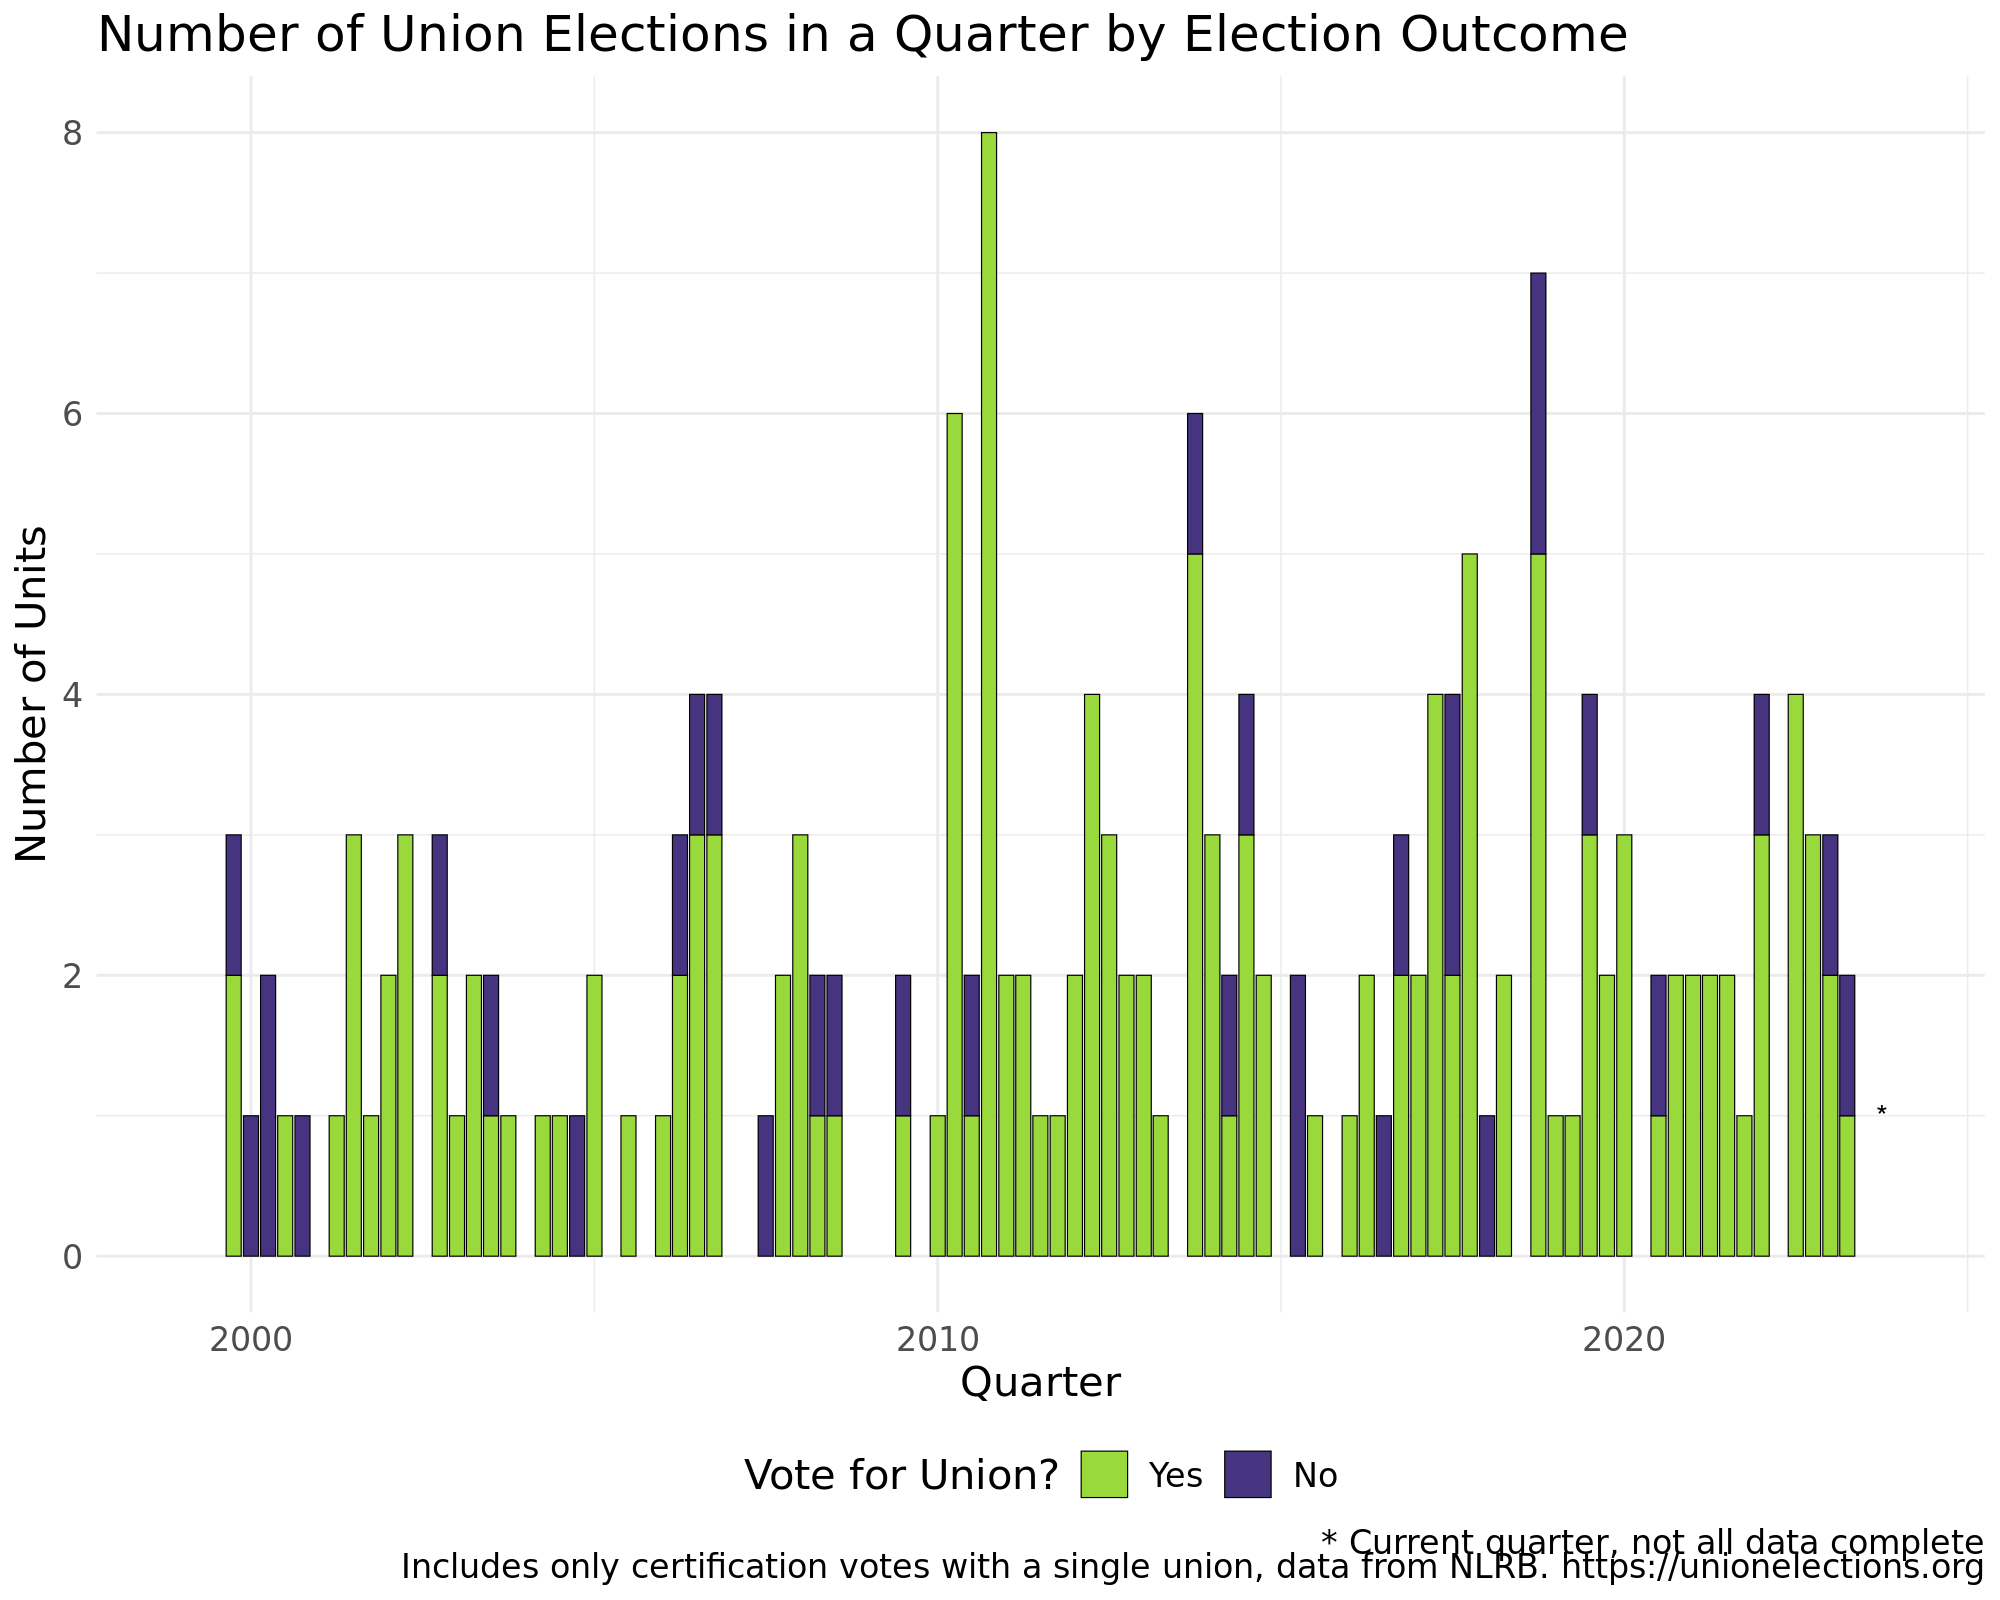 Number of Union Elections in a Quarter by Election Outcome
Number of Units
8
6
4
2
0
*
2000 2010 2020
Quarter
Vote for Union? Yes No
* Current quarter, not all data complete
Includes only certification votes with a single union, data from NLRB. https://unionelections.org